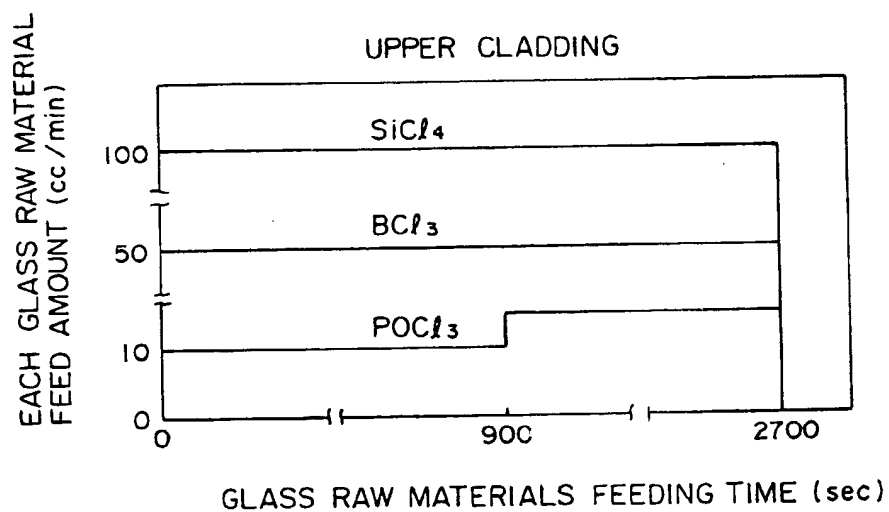 UPPER CLADDING
EACH GLASS RAW MATERIAL
FEED AMOUNT (cc/min)
SiCl4
100
BCl3
50
POCl3
10
0
0 900 2700
GLASS RAW MATERIALS FEEDING TIME (sec)